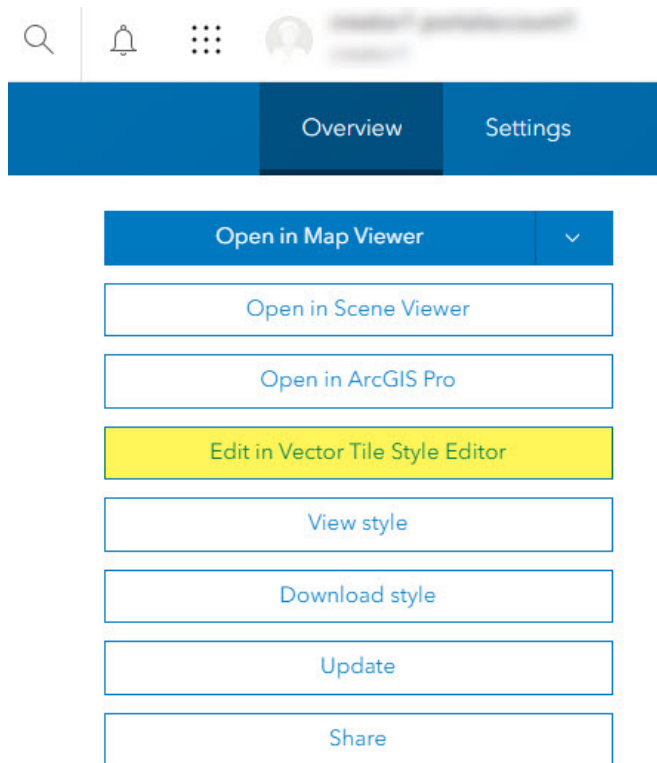 Overview
Settings
Open in Map Viewer
Open in Scene Viewer
Open in ArcGIS Pro
Edit in Vector Tile Style Editor
View style
Download style
Update
Share